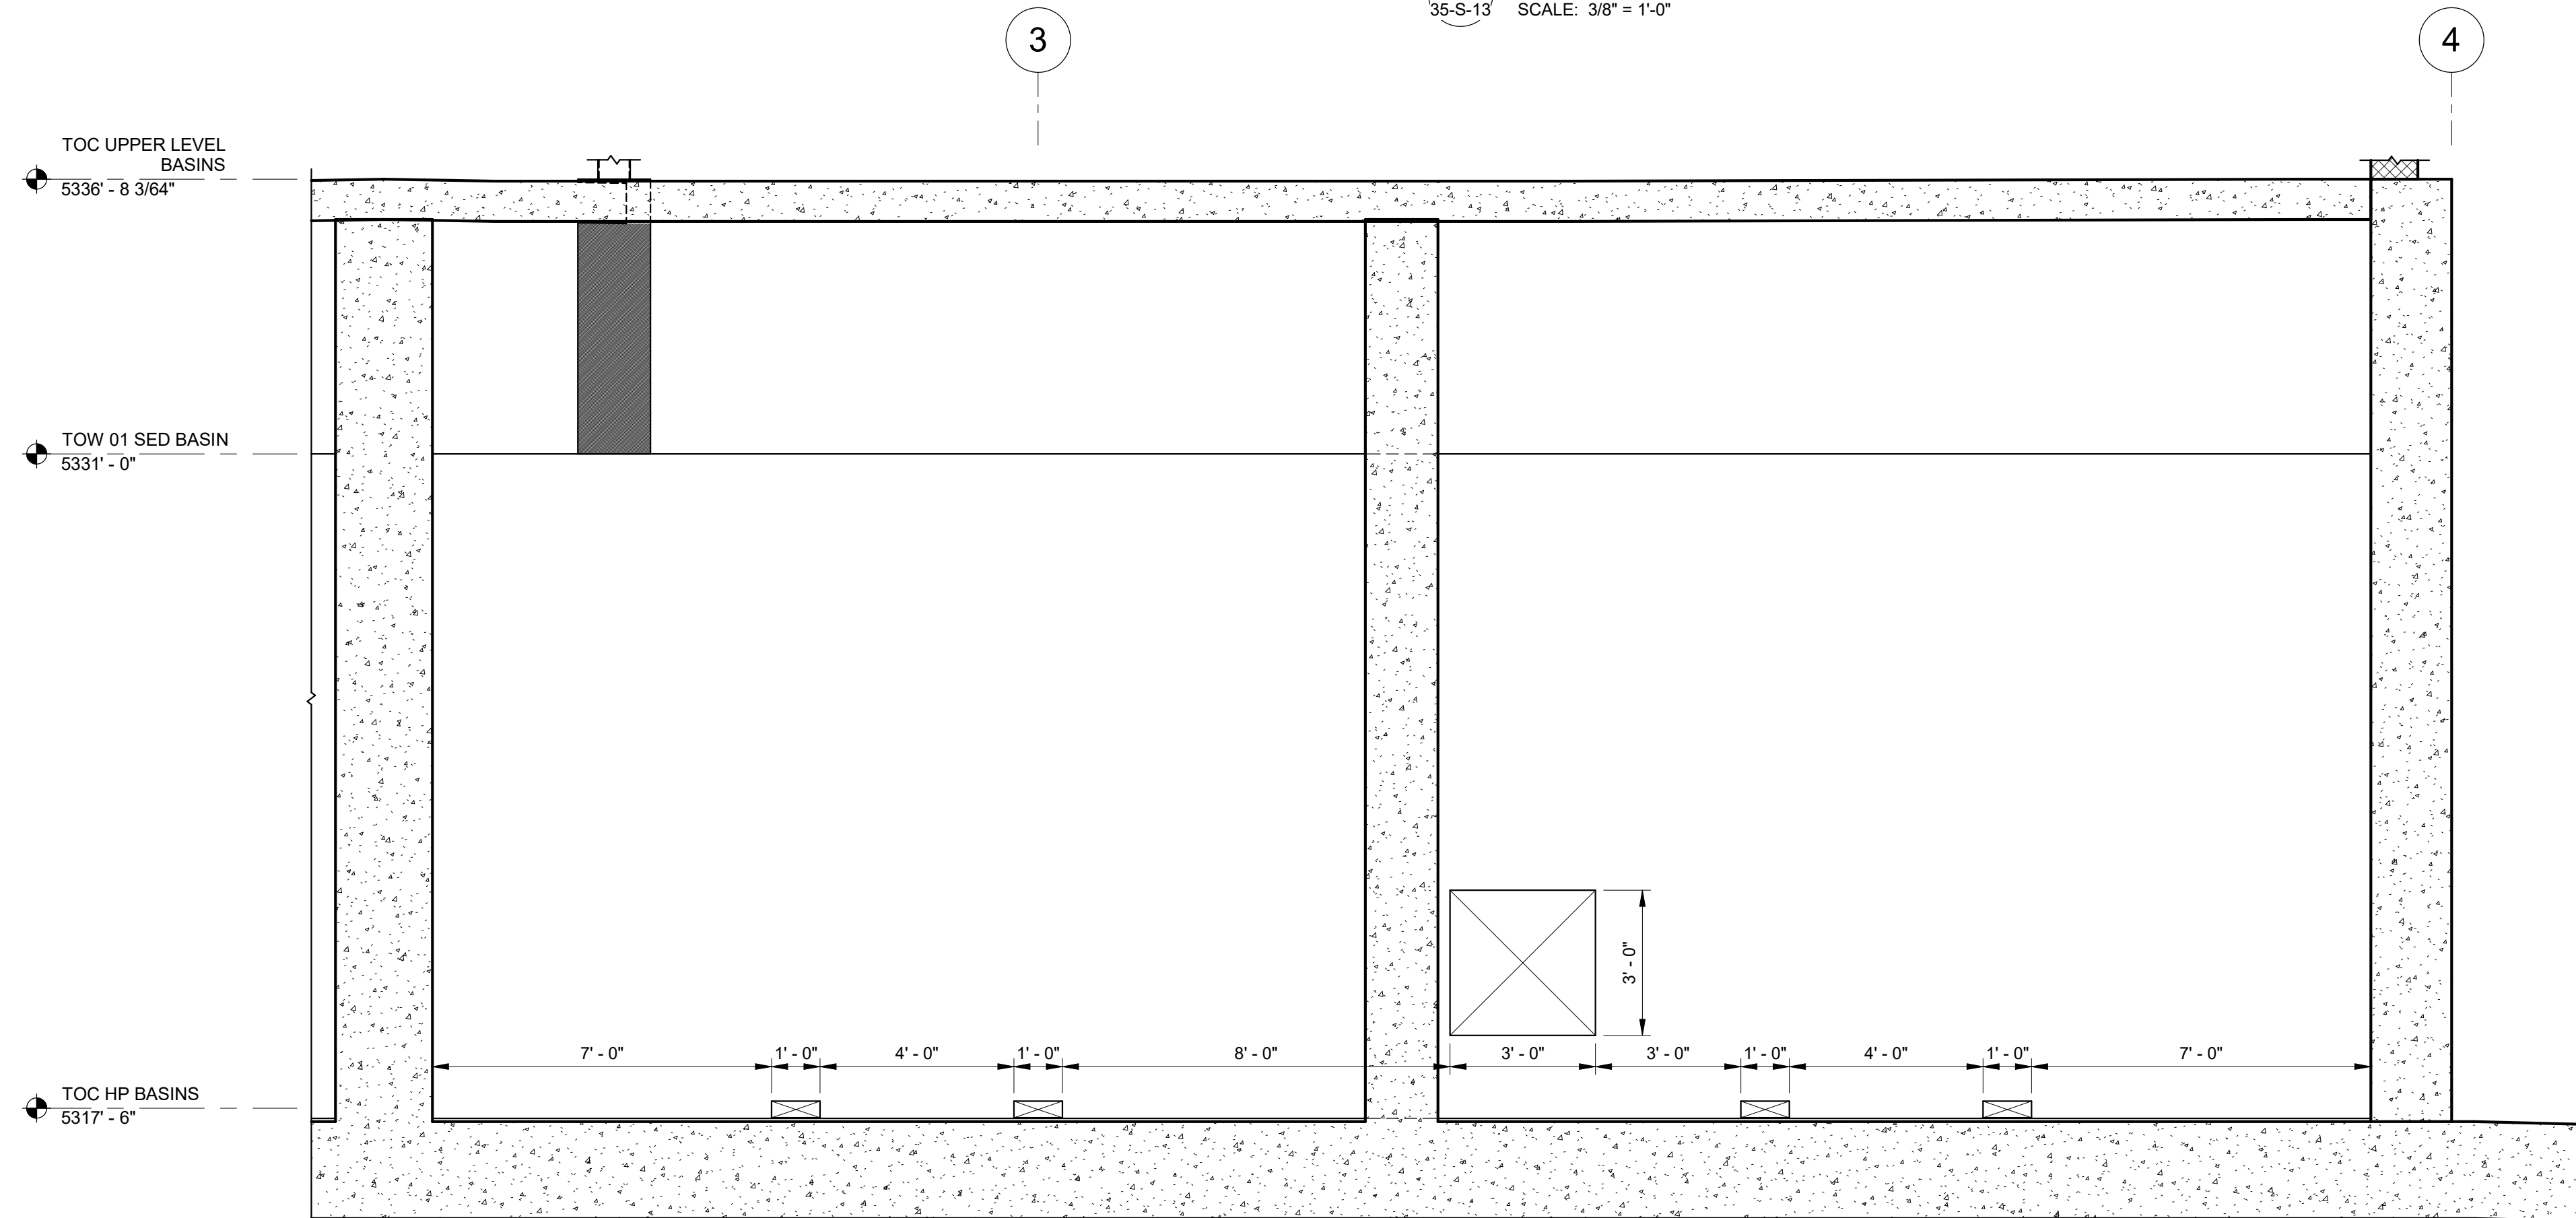 35-S-13 SCALE: 3/8" = 1'-0"
3
4
TOC UPPER LEVEL
BASINS
5336' - 8 3/64"
TOW 01 SED BASIN
5331' - 0"
3' - 0"
7' - 0" 1' - 0" 4' - 0" 1' - 0" 8' - 0" 3' - 0" 3' - 0" 1' - 0" 4' - 0" 1' - 0" 7' - 0"
TOC HP BASINS
5317' - 6"